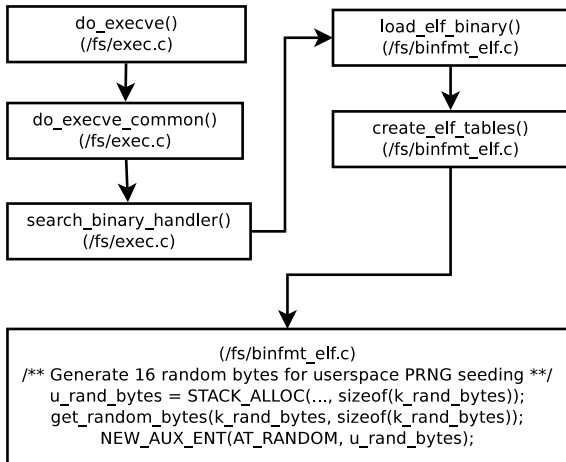 do_execve()
(/fs/exec.c)
do_execve_common()
(/fs/exec.c)
search_binary_handler()
(/fs/exec.c)
load_elf_binary()
(/fs/binfmt_elf.c)
create_elf_tables()
(/fs/binfmt_elf.c)
(/fs/binfmt_elf.c)
/** Generate 16 random bytes for userspace PRNG seeding **/
u_rand_bytes = STACK_ALLOC(..., sizeof(k_rand_bytes));
get_random_bytes(k_rand_bytes, sizeof(k_rand_bytes));
NEW_AUX_ENT(AT_RANDOM, u_rand_bytes);